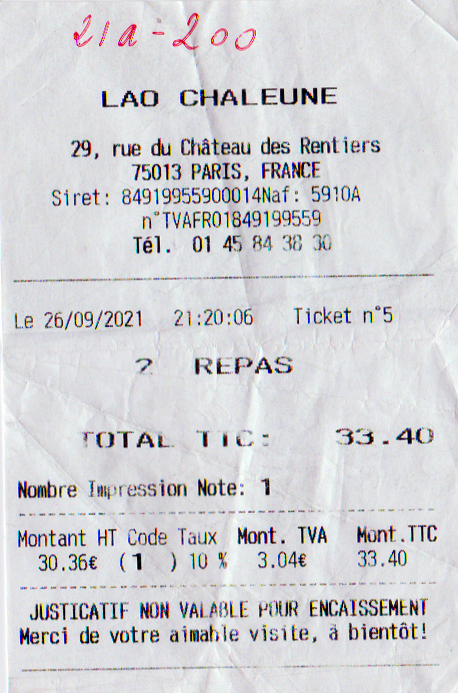 21a-200
LAO CHALEUNE
29, rue du Château des Rentiers
75013 PARIS, FRANCE
Siret: 84919955900014Naf: 5910A
n°TVAFR01849199559
Tél. 01 45 84 38 30
Le 26/09/2021 21:20:06 Ticket n°5
2 REPAS
TOTAL TTC: 33.40
Nombre Impression Note: 1
Montant HT Code Taux Mont. TVA Mont.TTC
30.36€ (1 ) 10 % 3.04€ 33.40
JUSTICATIF NON VALABLE POUR ENCAISSEMENT
Merci de votre aimable visite, à bientôt!